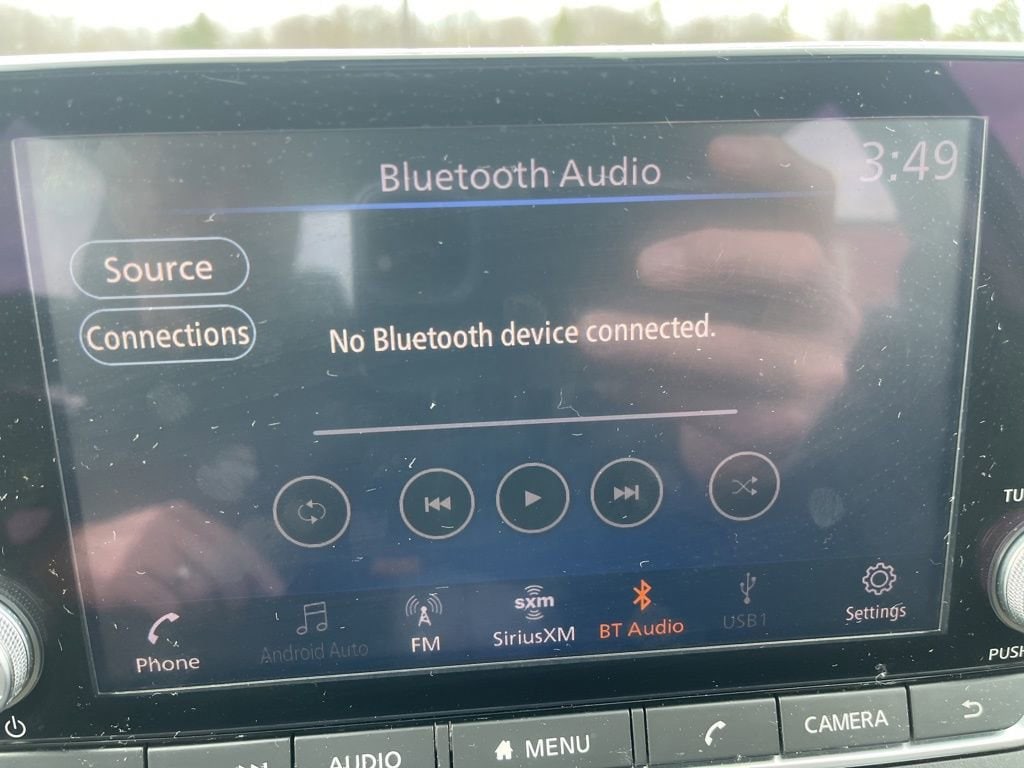 Bluetooth Audio
3:49
Source
Connections
No Bluetooth device connected.
Phone
Android Auto
FM
sxm
SiriusXM
BT Audio
USB1
Settings
TU
PUSH
AUDIO
MENU
CAMERA